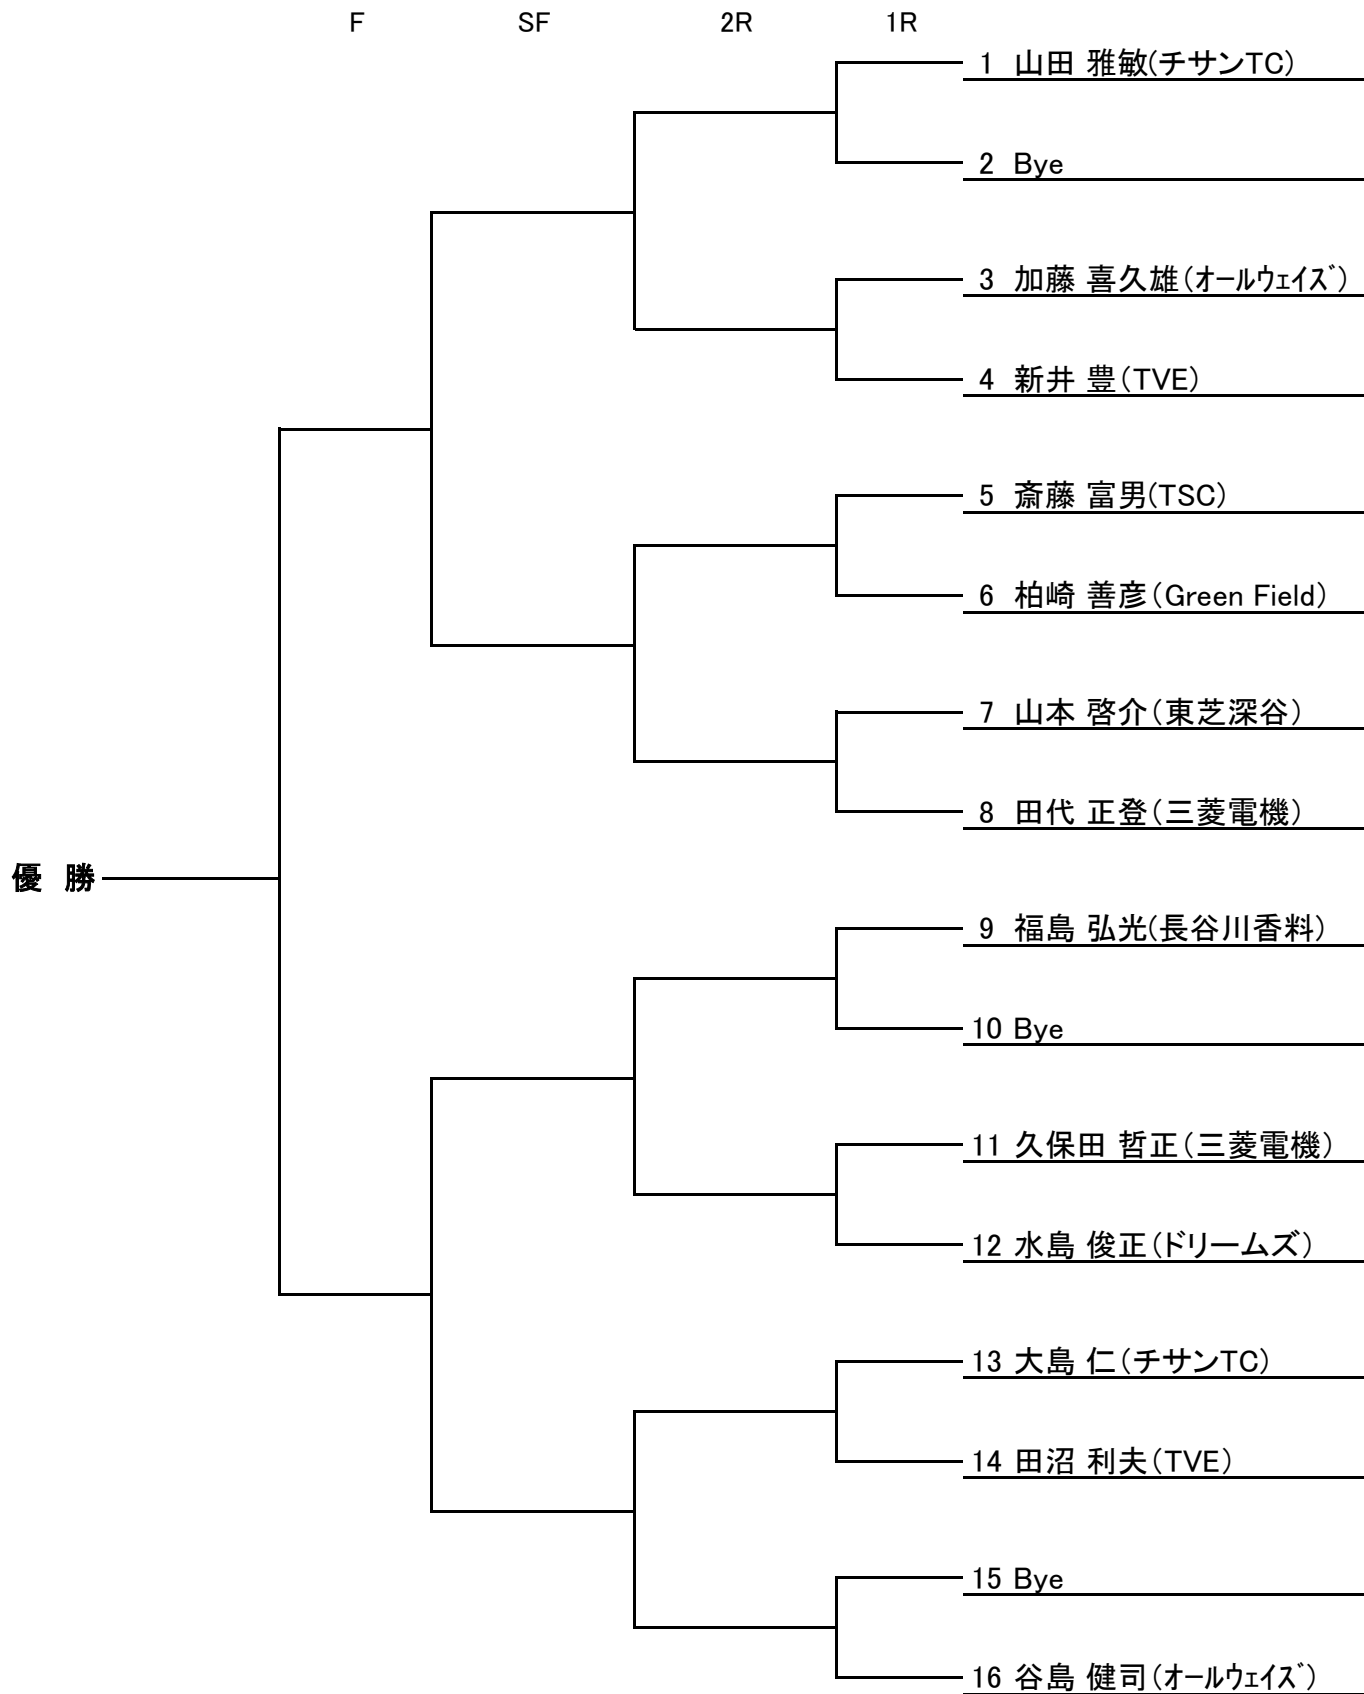 F SF 2R 1R
1 山田 雅敏(チサンTC)
2 Bye
3 加藤 喜久雄(オールウェイズ)
4 新井 豊(TVE)
5 斎藤 富男(TSC)
6 柏崎 善彦(Green Field)
7 山本 啓介(東芝深谷)
8 田代 正登(三菱電機)
優 勝
9 福島 弘光(長谷川香料)
10 Bye
11 久保田 哲正(三菱電機)
12 水島 俊正(ドリームズ)
13 大島 仁(チサンTC)
14 田沼 利夫(TVE)
15 Bye
16 谷島 健司(オールウェイズ)